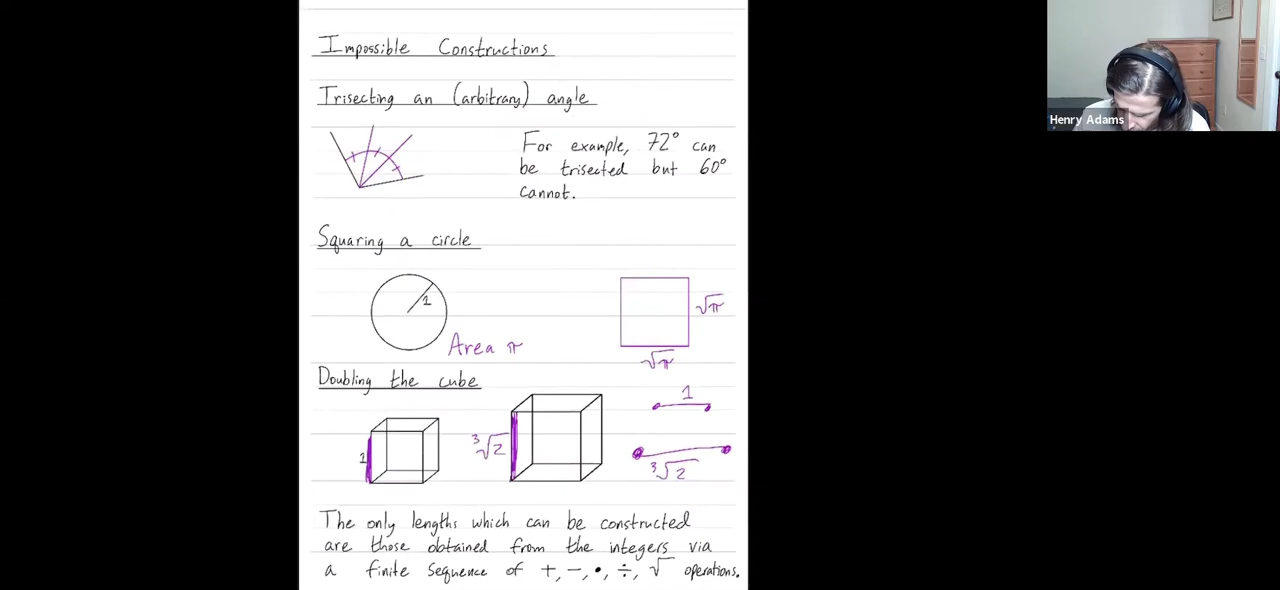 Impossible Constructions
Trisecting an (arbitrary) angle
For example, 72° can
be trisected but 60°
cannot.
Squaring a circle
1
Area π
√π
√π
Doubling the cube
1
∛2
1
∛2
The only lengths which can be constructed
are those obtained from the integers via
a finite sequence of +, −, •, ÷, √ operations.
Henry Adams